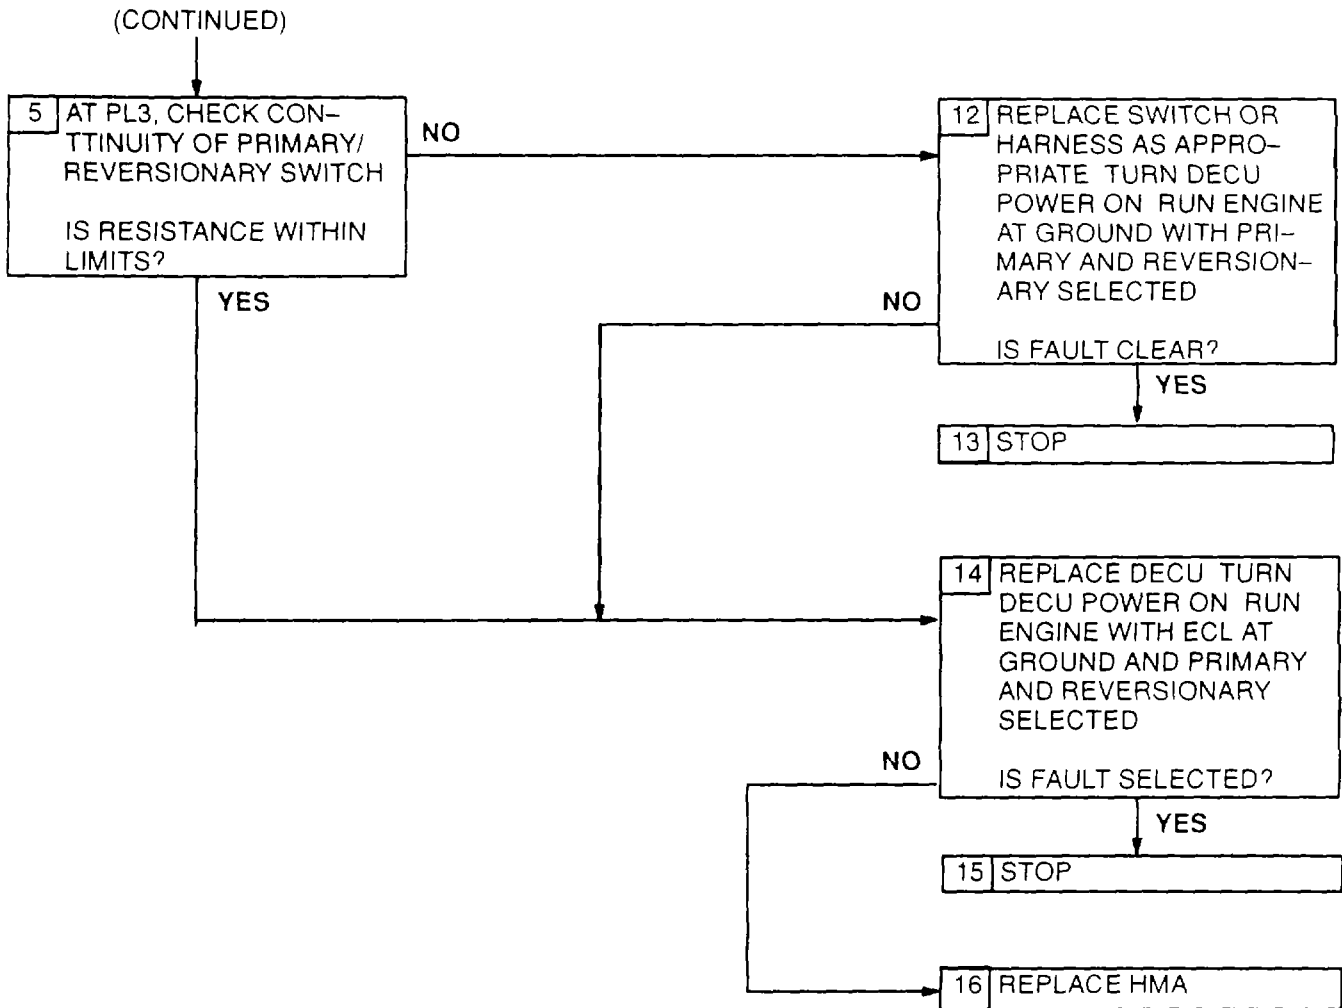 (CONTINUED)
5 AT PL3, CHECK CON-
TTINUITY OF PRIMARY/
REVERSIONARY SWITCH
IS RESISTANCE WITHIN
LIMITS?
NO
YES
12 REPLACE SWITCH OR
HARNESS AS APPRO-
PRIATE TURN DECU
POWER ON RUN ENGINE
AT GROUND WITH PRI-
MARY AND REVERSION-
ARY SELECTED
IS FAULT CLEAR?
NO
YES
13 STOP
14 REPLACE DECU TURN
DECU POWER ON RUN
ENGINE WITH ECL AT
GROUND AND PRIMARY
AND REVERSIONARY
SELECTED
IS FAULT SELECTED?
NO
YES
15 STOP
16 REPLACE HMA